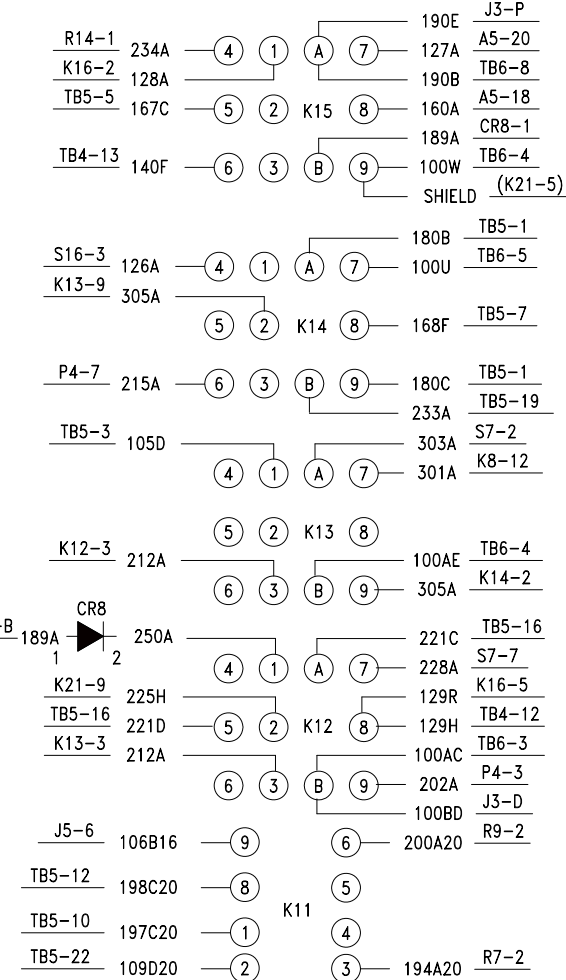 190E J3-P
R14-1 234A 4 1 A 7 127A A5-20
K16-2 128A 190B TB6-8
TB5-5 167C 5 2 K15 8 160A A5-18
189A CR8-1
TB4-13 140F 6 3 B 9 100W TB6-4
SHIELD (K21-5)
180B TB5-1
S16-3 126A 4 1 A 7 100U TB6-5
K13-9 305A
5 2 K14 8 168F TB5-7
P4-7 215A 6 3 B 9 180C TB5-1
233A TB5-19
TB5-3 105D 303A S7-2
4 1 A 7 301A K8-12
5 2 K13 8
K12-3 212A 100AE TB6-4
6 3 B 9 305A K14-2
CR8
-B 189A 1 2 250A 221C TB5-16
4 1 A 7 228A S7-7
K21-9 225H 129R K16-5
TB5-16 221D 5 2 K12 8 129H TB4-12
K13-3 212A 100AC TB6-3
6 3 B 9 202A P4-3
100BD J3-D
J5-6 106B16 9 6 200A20 R9-2
TB5-12 198C20 8 5
K11
TB5-10 197C20 1 4
TB5-22 109D20 2 3 194A20 R7-2